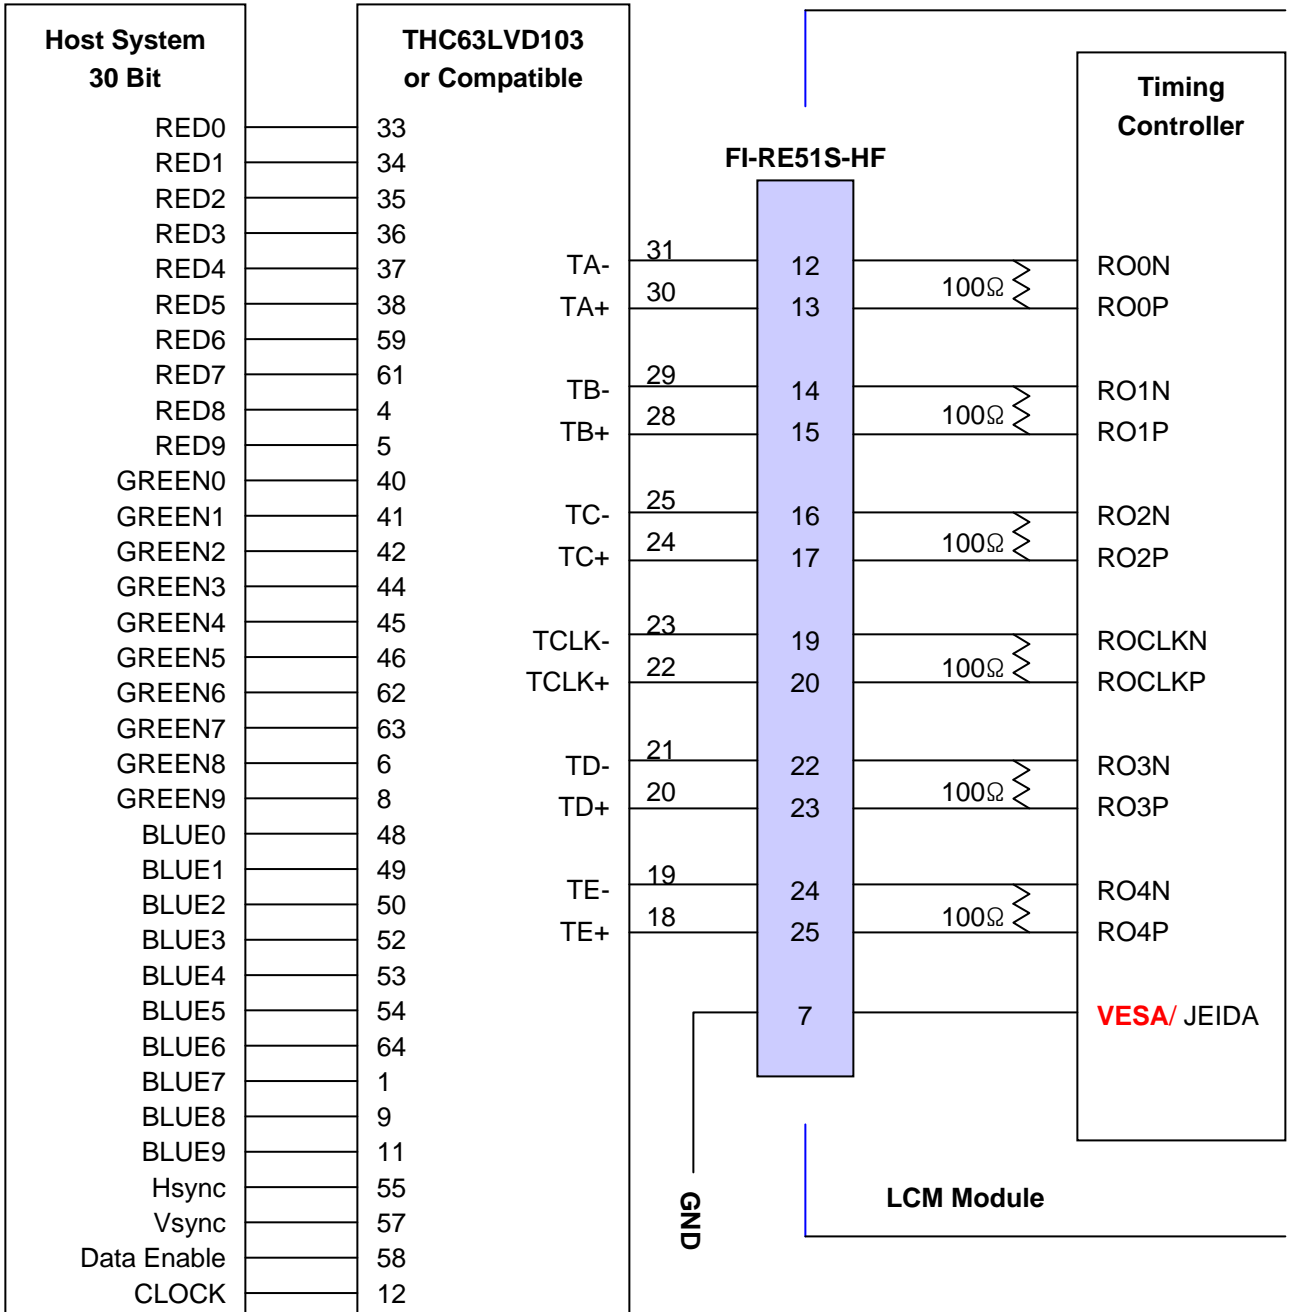 Host System
30 Bit
THC63LVD103
or Compatible
Timing
Controller
FI-RE51S-HF
RED0 33
RED1 34
RED2 35
RED3 36
RED4 37
RED5 38
RED6 59
RED7 61
RED8 4
RED9 5
GREEN0 40
GREEN1 41
GREEN2 42
GREEN3 44
GREEN4 45
GREEN5 46
GREEN6 62
GREEN7 63
GREEN8 6
GREEN9 8
BLUE0 48
BLUE1 49
BLUE2 50
BLUE3 52
BLUE4 53
BLUE5 54
BLUE6 64
BLUE7 1
BLUE8 9
BLUE9 11
Hsync 55
Vsync 57
Data Enable 58
CLOCK 12
TA- 31 12 RO0N
100Ω
TA+ 30 13 RO0P
TB- 29 14 RO1N
100Ω
TB+ 28 15 RO1P
TC- 25 16 RO2N
100Ω
TC+ 24 17 RO2P
TCLK- 23 19 ROCLKN
100Ω
TCLK+ 22 20 ROCLKP
TD- 21 22 RO3N
100Ω
TD+ 20 23 RO3P
TE- 19 24 RO4N
100Ω
TE+ 18 25 RO4P
7 VESA/ JEIDA
GND
LCM Module